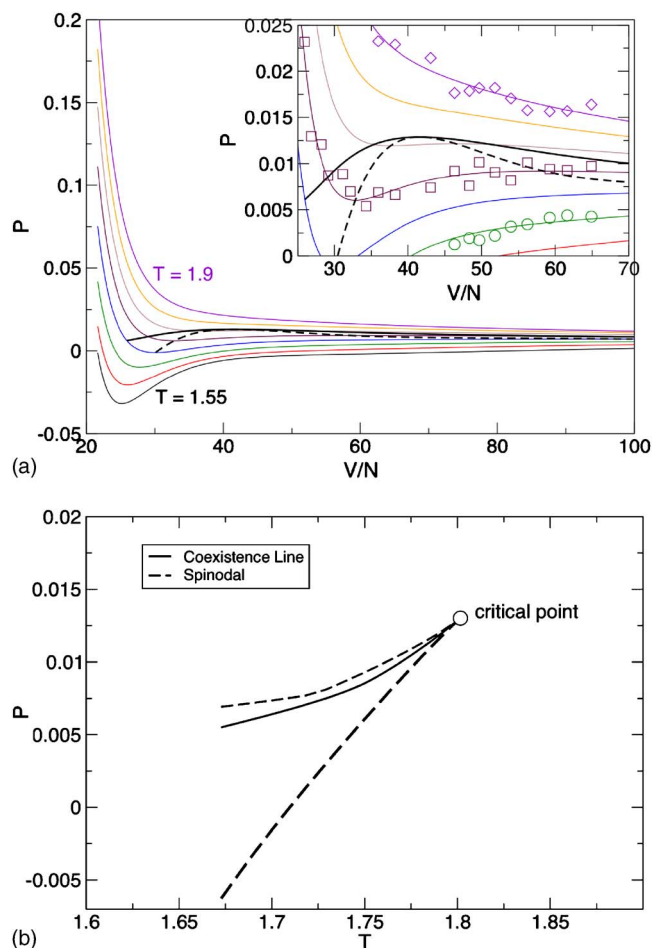 0.2
0.15
0.1
0.05
0
-0.05
P
20
40
60
80
100
V/N
T = 1.9
T = 1.55
0.025
0.02
0.015
0.01
0.005
0
P
30
40
50
60
70
V/N
(a)
0.02
0.015
0.01
0.005
0
-0.005
P
Coexistence Line
Spinodal
critical point
1.6
1.65
1.7
1.75
1.8
1.85
T
(b)